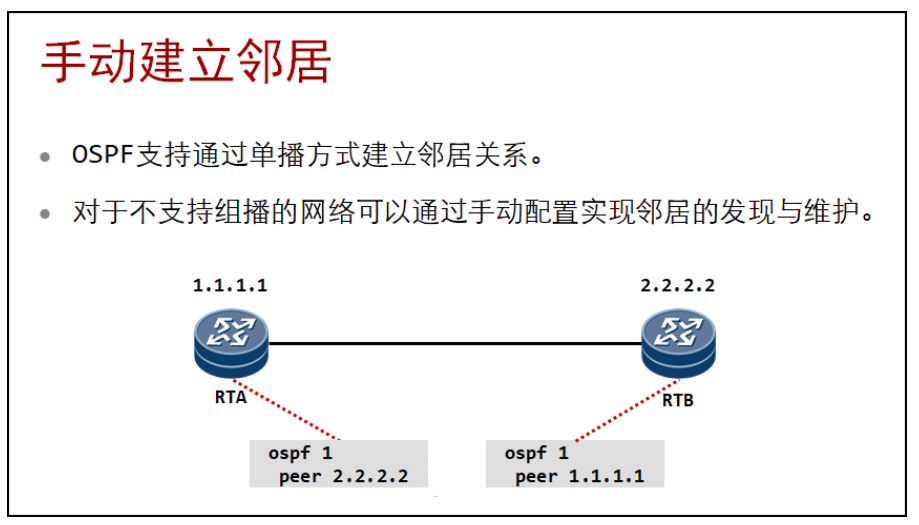 手动建立邻居
OSPF支持通过单播方式建立邻居关系。
对于不支持组播的网络可以通过手动配置实现邻居的发现与维护。
1.1.1.1
2.2.2.2
RTA
RTB
ospf 1
peer 2.2.2.2
ospf 1
peer 1.1.1.1